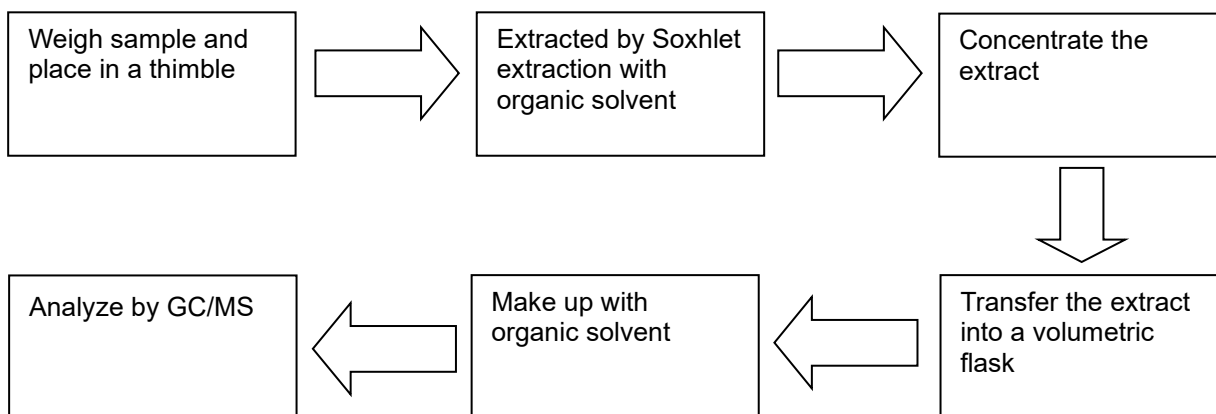 Weigh sample and
place in a thimble
Extracted by Soxhlet
extraction with
organic solvent
Concentrate the
extract
Transfer the extract
into a volumetric
flask
Make up with
organic solvent
Analyze by GC/MS